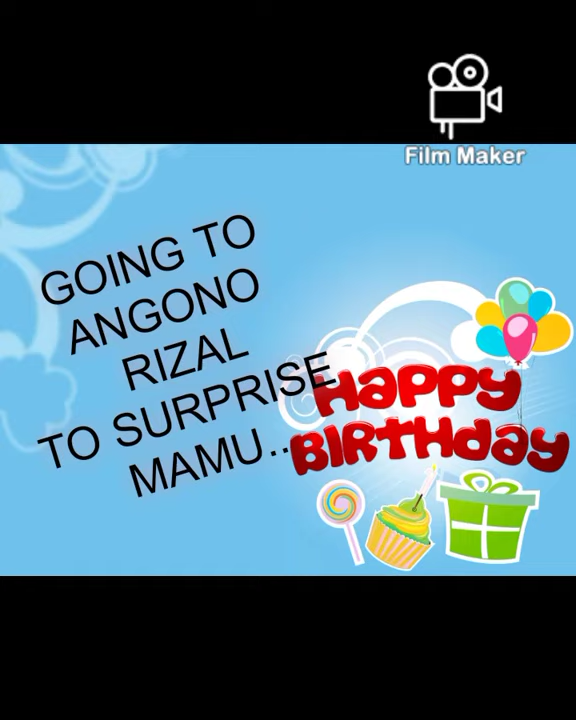 Film Maker
GOING TO
ANGONO
RIZAL
TO SURPRISE
MAMU..
HAPPY
BIRTHday